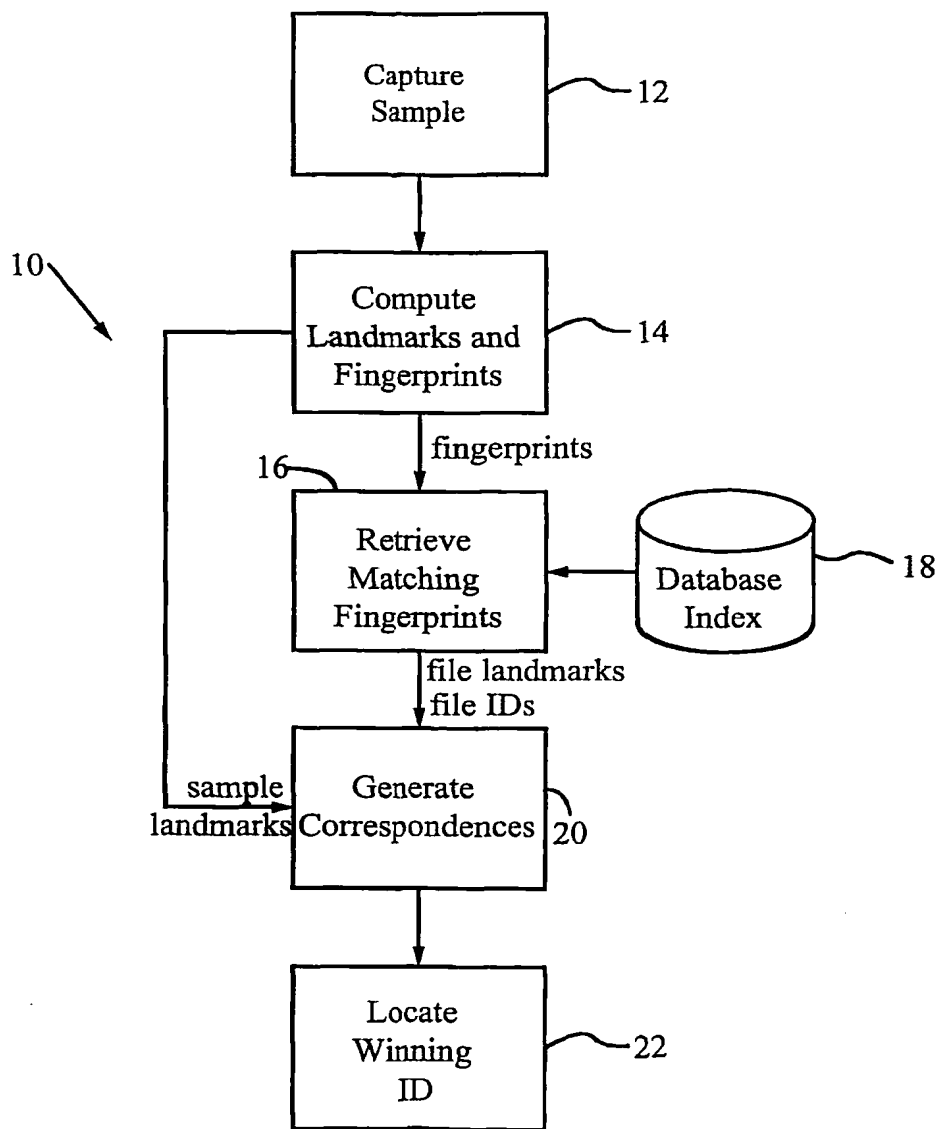 Capture
Sample
12
10
Compute
Landmarks and
Fingerprints
14
fingerprints
16
Retrieve
Matching
Fingerprints
Database
Index
18
file landmarks
file IDs
sample
landmarks
Generate
Correspondences
20
Locate
Winning
ID
22